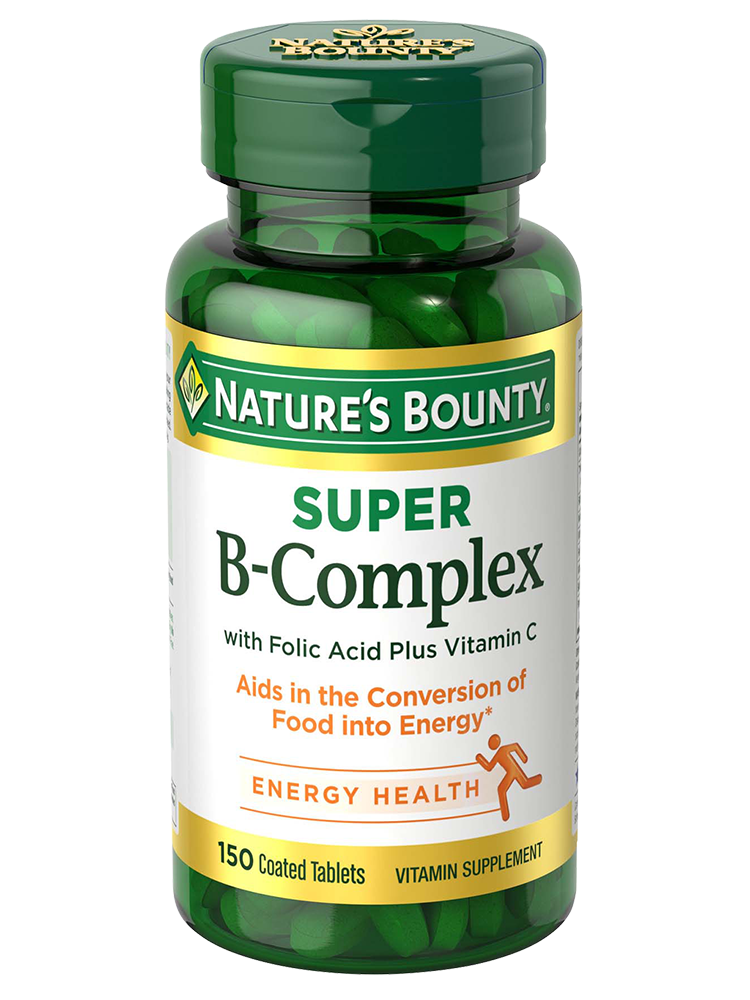 NATURE'S
BOUNTY
NATURE'S BOUNTY®
SUPER
B-Complex
with Folic Acid Plus Vitamin C
Aids in the Conversion of
Food into Energy*
ENERGY HEALTH
150 Coated Tablets
VITAMIN SUPPLEMENT